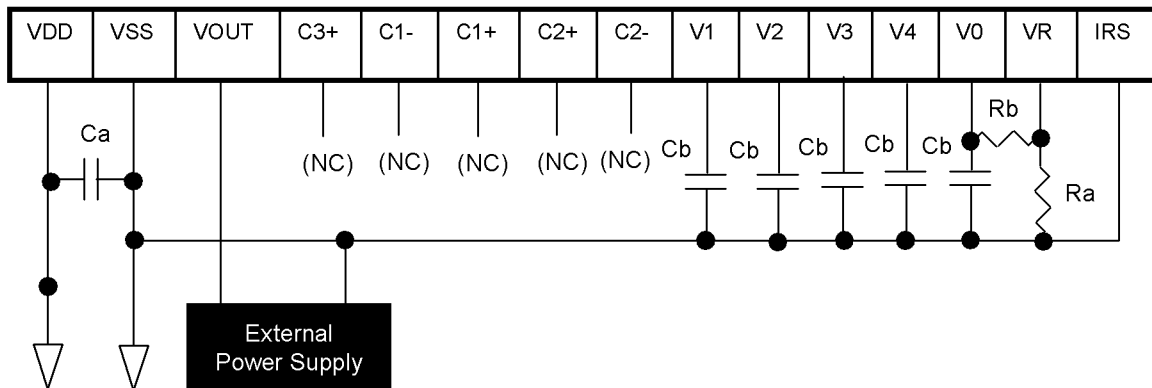 VDD VSS VOUT C3+ C1- C1+ C2+ C2- V1 V2 V3 V4 V0 VR IRS
Ca (NC) (NC) (NC) (NC) (NC) Cb Cb Cb Cb Cb Rb
Ra
External
Power Supply